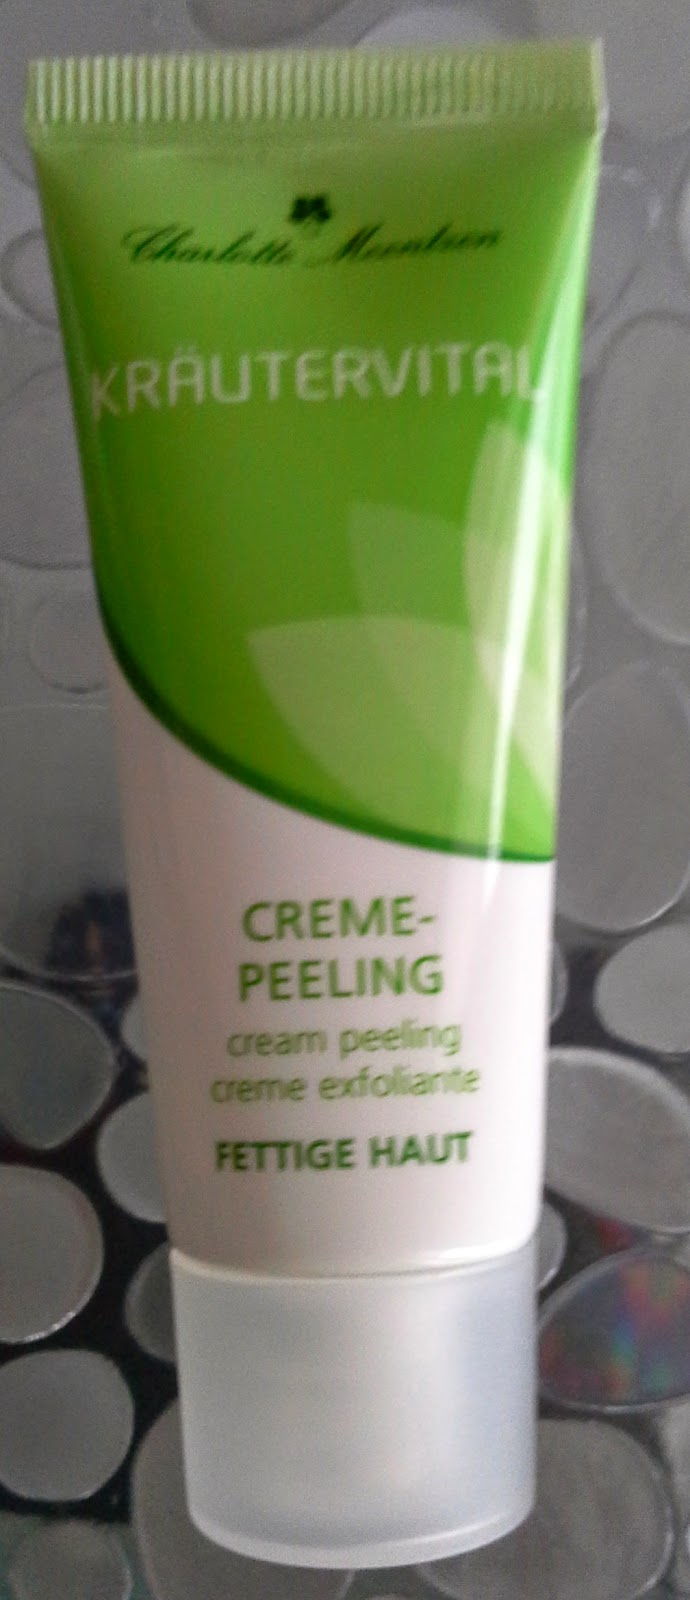 Charlotte Meentzen
KRÄUTERVITAL
CREME-
PEELING
cream peeling
creme exfoliante
FETTIGE HAUT